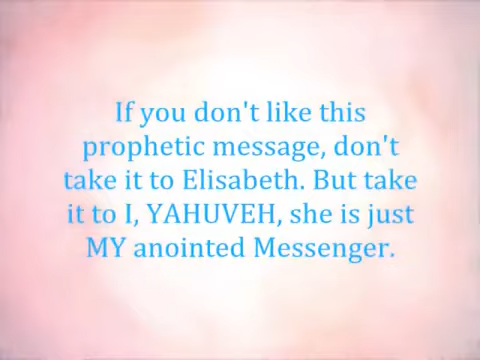 If you don't like this
prophetic message, don't
take it to Elisabeth. But take
it to I, YAHUVEH, she is just
MY anointed Messenger.